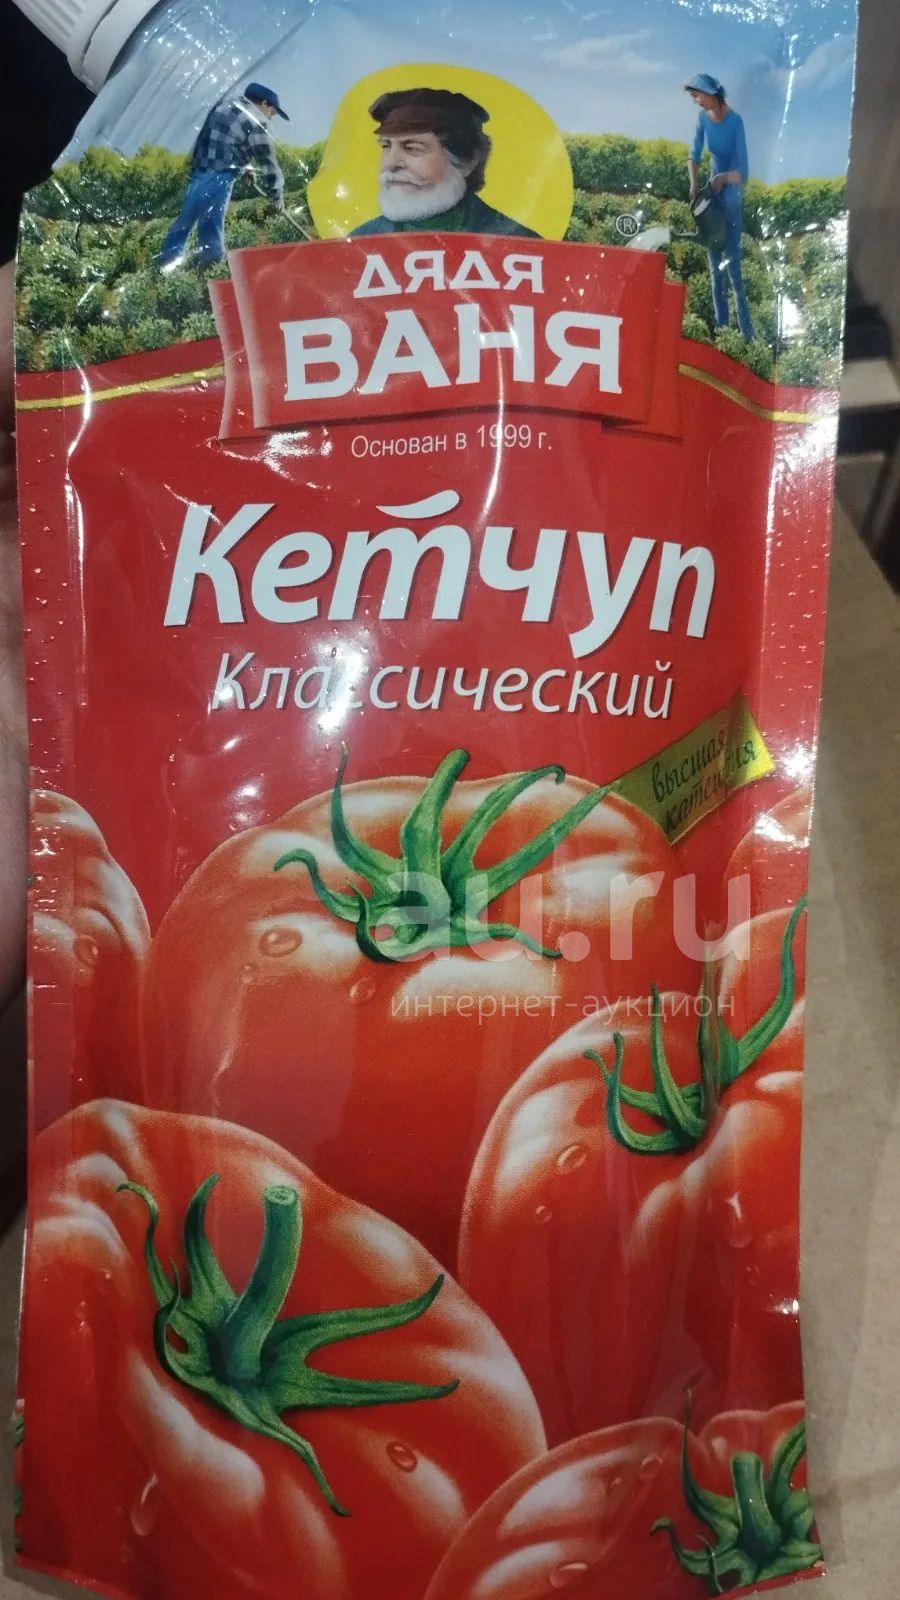 ДЯДЯ
ВАНЯ
®
Основан в 1999 г.
Кетчуп
Классический
высшая
категория
au.ru
интернет-аукцион